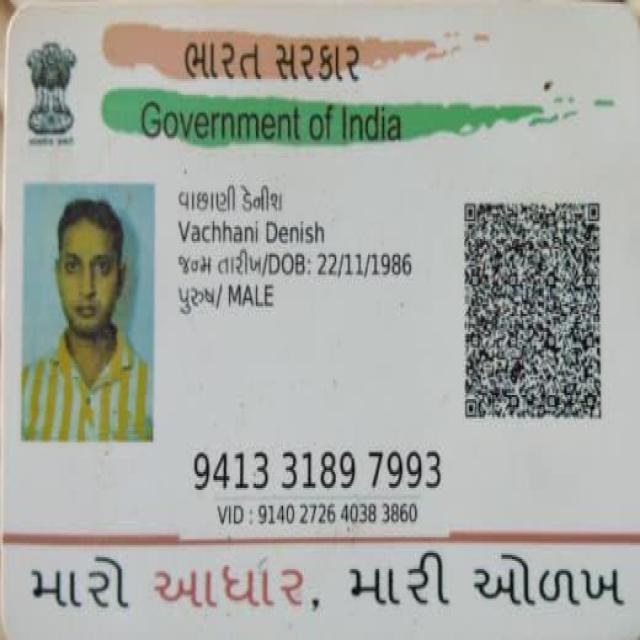 ભારત સરકાર
Government of India
વાછાણી ડેનીશ
Vachhani Denish
જન્મ તારીખ/DOB: 22/11/1986
પુરુષ/ MALE
9413 3189 7993
VID : 9140 2726 4038 3860
મારો આધાર, મારી ઓળખ